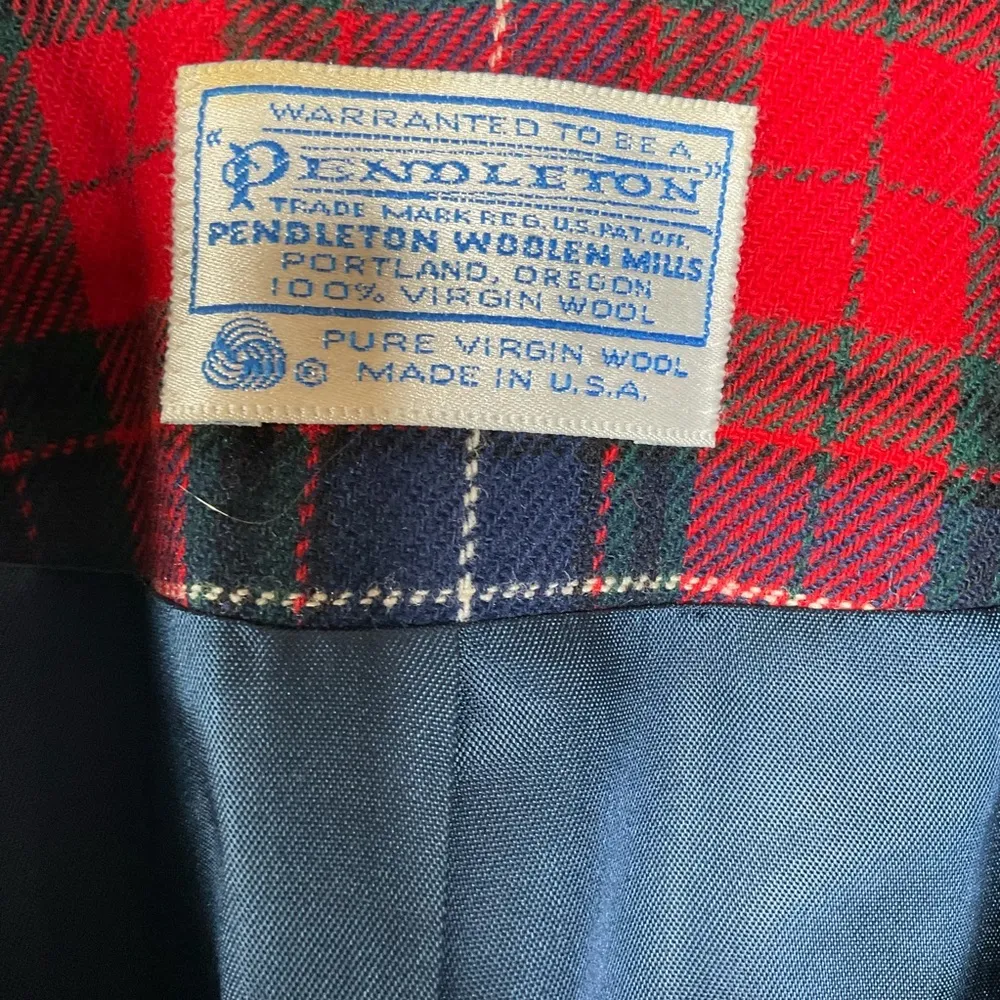 WARRANTED TO BE A
"PENDLETON"
TRADE MARK REG. U.S. PAT. OFF.
PENDLETON WOOLEN MILLS
PORTLAND, OREGON
100% VIRGIN WOOL
PURE VIRGIN WOOL
© MADE IN U.S.A.